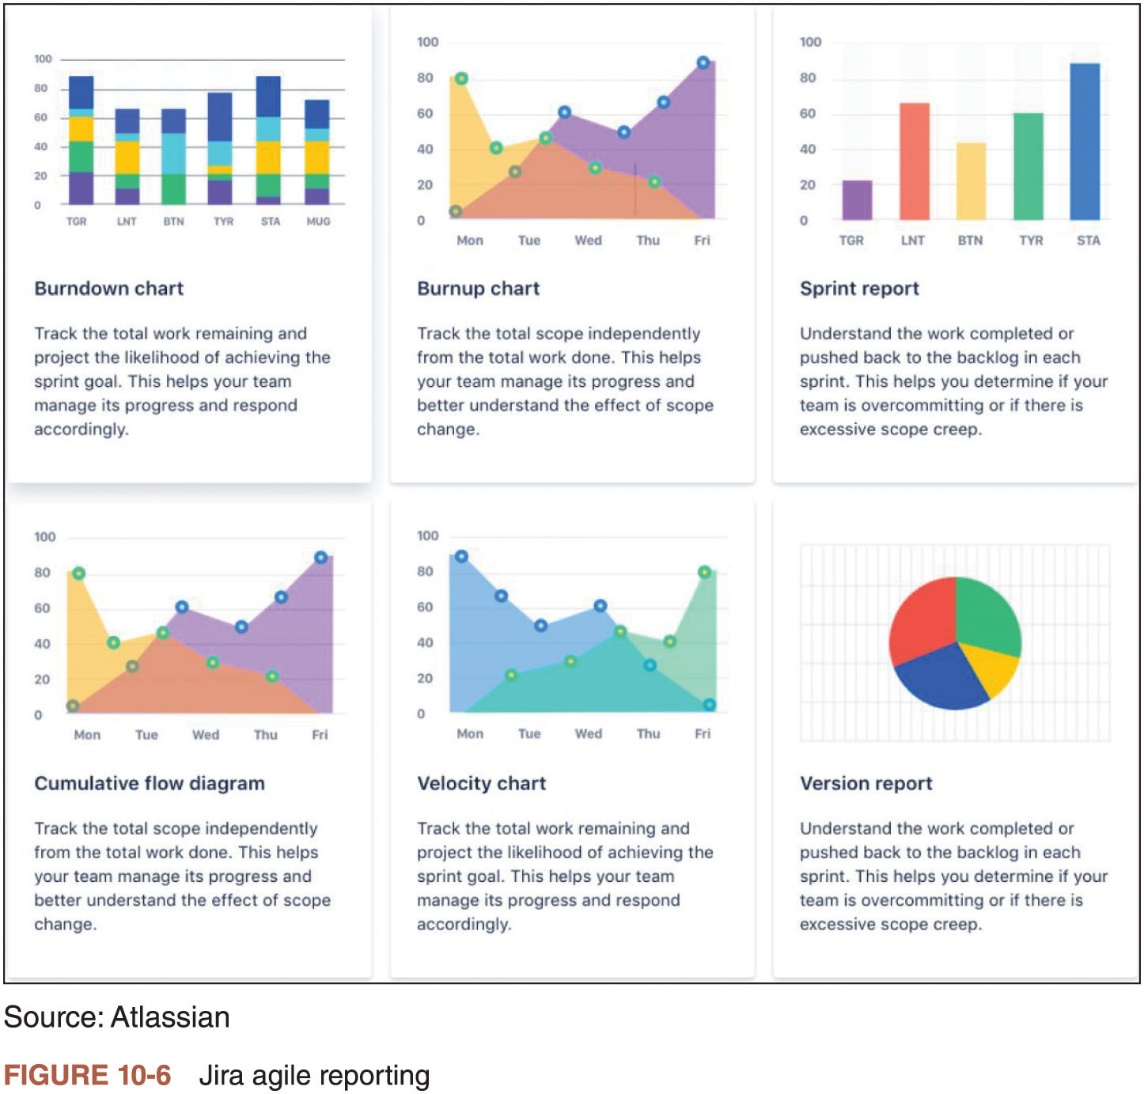 100
80
60
40
20
0
TGR LNT BTN TYR STA MUG
Burndown chart
Track the total work remaining and
project the likelihood of achieving the
sprint goal. This helps your team
manage its progress and respond
accordingly.
100
80
60
40
20
0
Mon Tue Wed Thu Fri
Burnup chart
Track the total scope independently
from the total work done. This helps
your team manage its progress and
better understand the effect of scope
change.
100
80
60
40
20
0
TGR LNT BTN TYR STA
Sprint report
Understand the work completed or
pushed back to the backlog in each
sprint. This helps you determine if your
team is overcommitting or if there is
excessive scope creep.
100
80
60
40
20
0
Mon Tue Wed Thu Fri
Cumulative flow diagram
Track the total scope independently
from the total work done. This helps
your team manage its progress and
better understand the effect of scope
change.
100
80
60
40
20
0
Mon Tue Wed Thu Fri
Velocity chart
Track the total work remaining and
project the likelihood of achieving the
sprint goal. This helps your team
manage its progress and respond
accordingly.
Version report
Understand the work completed or
pushed back to the backlog in each
sprint. This helps you determine if your
team is overcommitting or if there is
excessive scope creep.
Source: Atlassian
FIGURE 10-6 Jira agile reporting